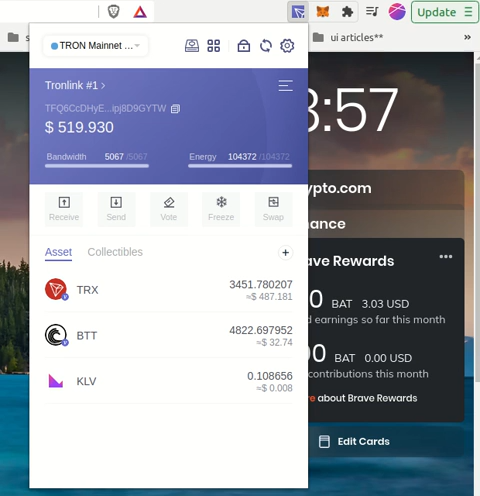 Update
s
ui articles**
TRON Mainnet ...
Tronlink #1 >
TFQ6CcDHyE...ipj8D9GYTW
$ 519.930
Bandwidth 5067 /5067
Energy 104372 /104372
Receive
Send
Vote
Freeze
Swap
Asset
Collectibles
+
TRX
3451.780207
≈$ 487.181
BTT
4822.697952
≈$ 32.74
KLV
0.108656
≈$ 0.008
3:57
ypto.com
nance
ave Rewards
0 BAT 3.03 USD
d earnings so far this month
00 BAT 0.00 USD
contributions this month
e about Brave Rewards
Edit Cards